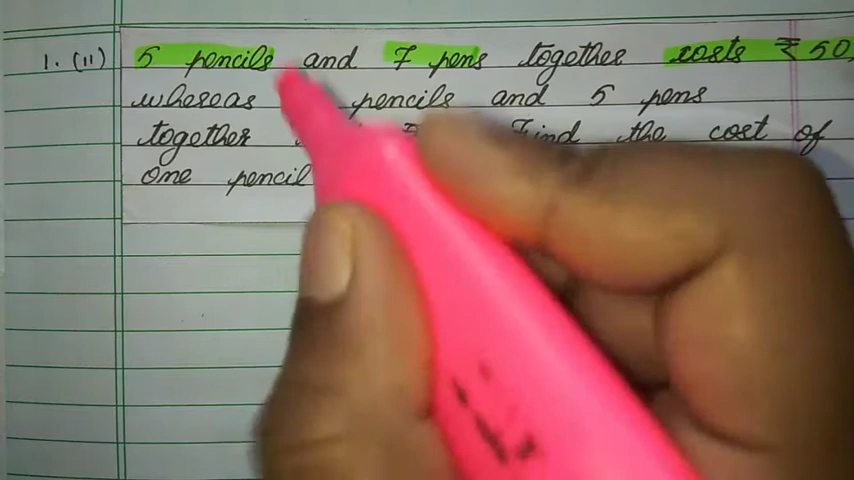 1. (11) 5 pencils and 7 pens together costs ₹ 50,
whereas pencils and 5 pens
together Find the cost of
one pencil